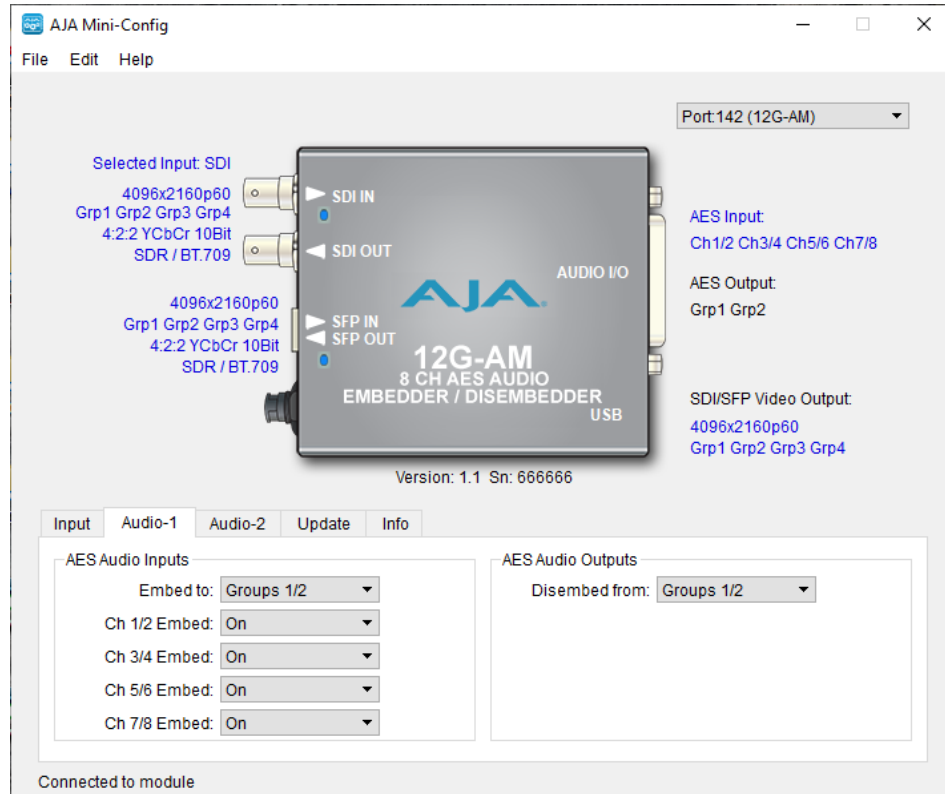 AJA Mini-Config
File Edit Help
Port:142 (12G-AM)
Selected Input: SDI
4096x2160p60
Grp1 Grp2 Grp3 Grp4
4:2:2 YCbCr 10Bit
SDR / BT.709
4096x2160p60
Grp1 Grp2 Grp3 Grp4
4:2:2 YCbCr 10Bit
SDR / BT.709
SDI IN
SDI OUT
AUDIO I/O
AJA
SFP IN
SFP OUT
12G-AM
8 CH AES AUDIO
EMBEDDER / DISEMBEDDER
USB
AES Input:
Ch1/2 Ch3/4 Ch5/6 Ch7/8
AES Output:
Grp1 Grp2
SDI/SFP Video Output:
4096x2160p60
Grp1 Grp2 Grp3 Grp4
Version: 1.1 Sn: 666666
Input Audio-1 Audio-2 Update Info
AES Audio Inputs
Embed to: Groups 1/2
Ch 1/2 Embed: On
Ch 3/4 Embed: On
Ch 5/6 Embed: On
Ch 7/8 Embed: On
AES Audio Outputs
Disembed from: Groups 1/2
Connected to module